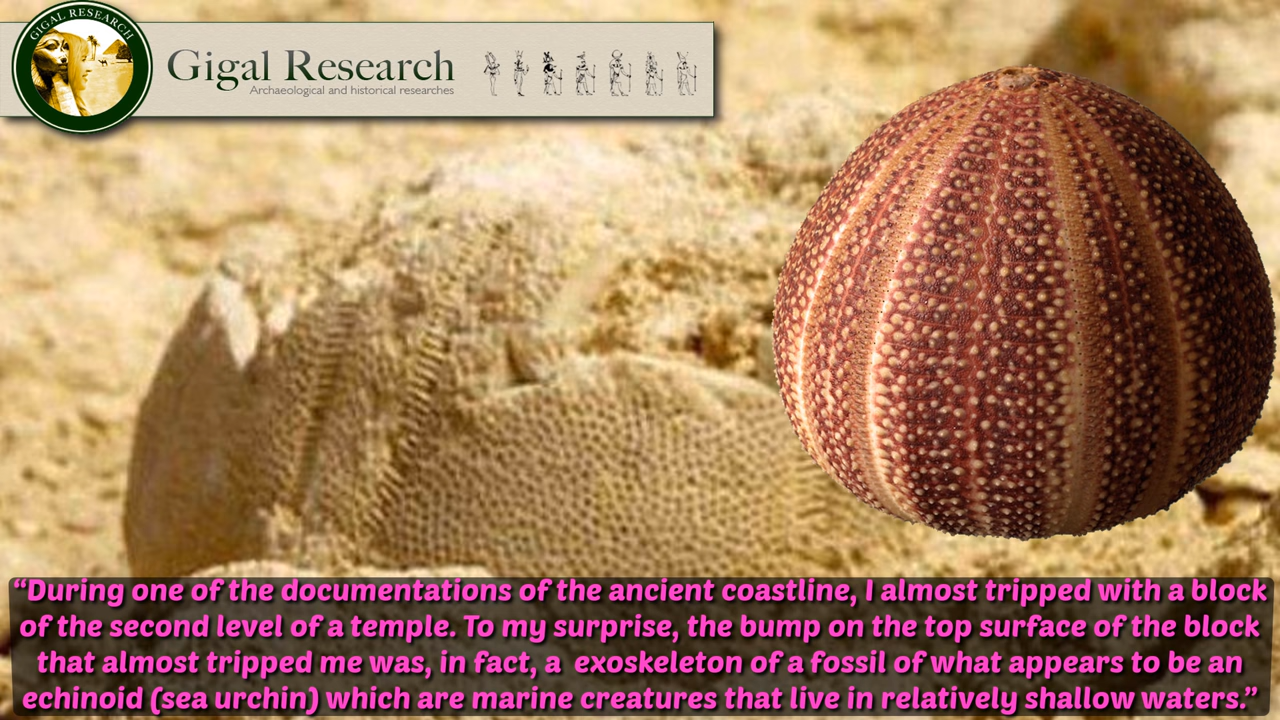 GIGAL RESEARCH
Gigal Research
Archaeological and historical researches
“During one of the documentations of the ancient coastline, I almost tripped with a block
of the second level of a temple. To my surprise, the bump on the top surface of the block
that almost tripped me was, in fact, a exoskeleton of a fossil of what appears to be an
echinoid (sea urchin) which are marine creatures that live in relatively shallow waters.”